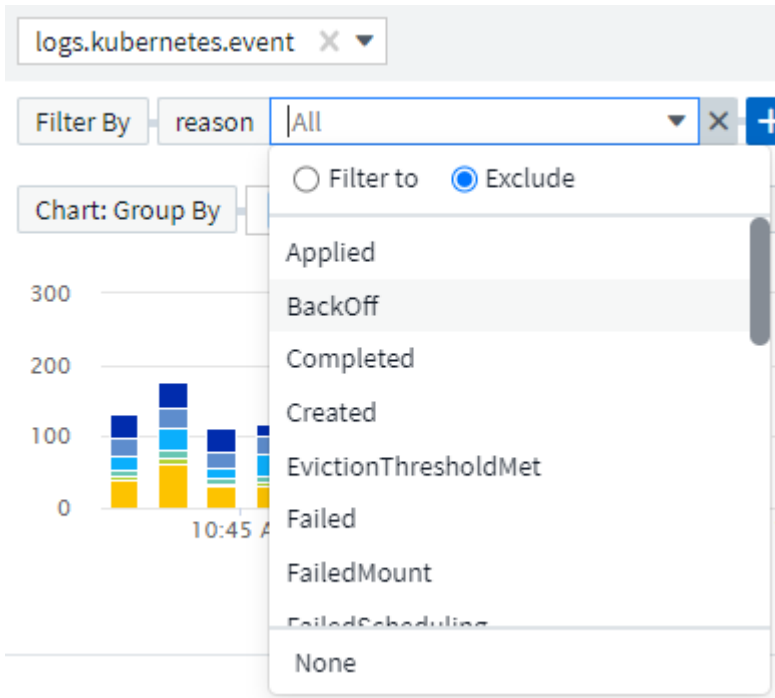 logs.kubernetes.event
Filter By reason All
Filter to Exclude
Chart: Group By
Applied
300
BackOff
200
Completed
Created
100
EvictionThresholdMet
0
Failed
10:45 A
FailedMount
FailedScheduling
None